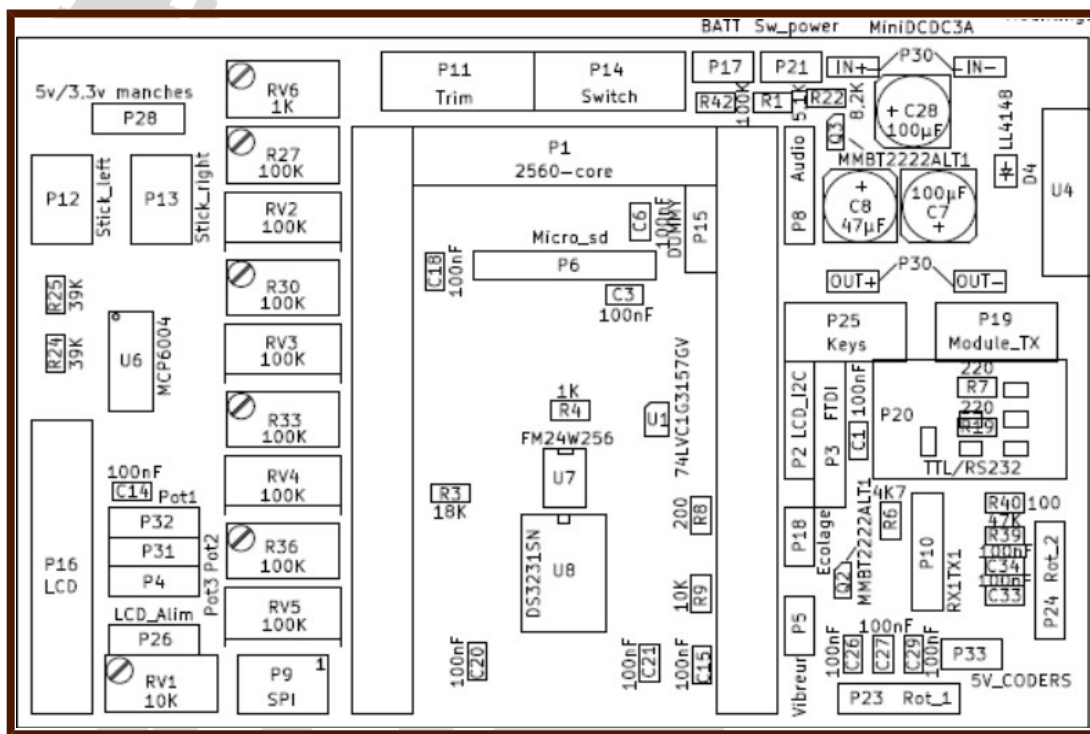 BATT Sw_power MiniDCDC3A
P11
Trim
P14
Switch
P17
P21
IN+
P30
IN-
5v/3.3v manches
P28
RV6
1K
R42
100K
R1
5.1K
R22
8.2K
C28
100µF
LL4148
D4
U4
Q3
MMBT2222ALT1
R27
100K
P1
2560-core
Audio
P8
P12
Stick_left
P13
Stick_right
RV2
100K
C8
47µF
100µF
C7
C6
100nF
DUMMY
P15
Micro_sd
P6
C18
100nF
C3
100nF
R30
100K
OUT+
P30
OUT-
R25
39K
R24
39K
U6
MCP6004
RV3
100K
P25
Keys
P19
Module_TX
R33
100K
1K
R4
U1
74LVC1G3157GV
FM24W256
U7
P2 LCD_I2C
P3
FTDI
C1
100nF
P20
220
R7
220
R19
TTL/RS232
100nF
C14
Pot1
P32
P31
P4
Pot2
Pot3
RV4
100K
R3
18K
200
R8
P18
Ecolage
4K7
R6
Q2
MMBT2222ALT1
P10
RX1TX1
R40
100
47K
R39
100nF
C34
100nF
C33
P24
Rot_2
P16
LCD
R36
100K
DS3231SN
U8
10K
R9
LCD_Alim
P26
RV5
100K
P5
Vibreur
RV1
10K
P9
SPI
1
100nF
C20
100nF
C21
100nF
C15
100nF
C26
100nF
C27
C29
100nF
P33
5V_CODERS
P23 Rot_1